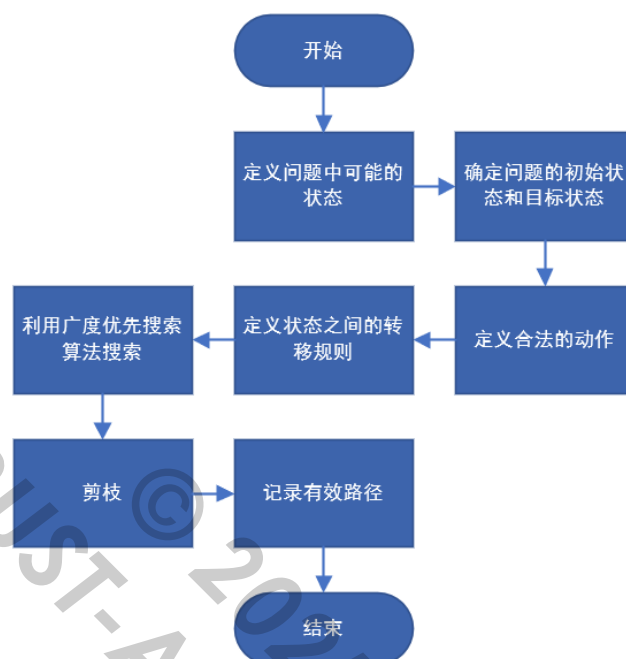 开始
定义问题中可能的
状态
确定问题的初始状
态和目标状态
定义合法的动作
定义状态之间的转
移规则
利用广度优先搜索
算法搜索
剪枝
记录有效路径
结束